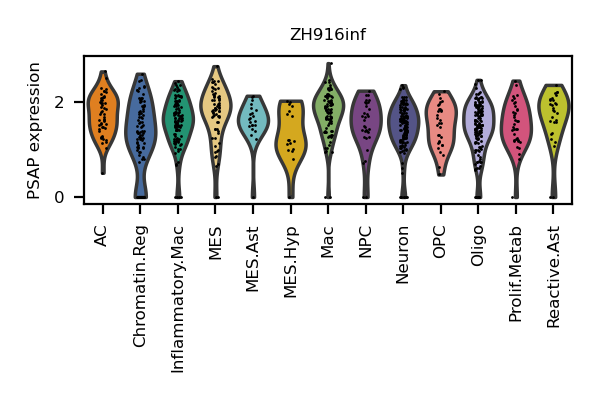 ZH916inf
PSAP expression
2
0
AC
Chromatin.Reg
Inflammatory.Mac
MES
MES.Ast
MES.Hyp
Mac
NPC
Neuron
OPC
Oligo
Prolif.Metab
Reactive.Ast